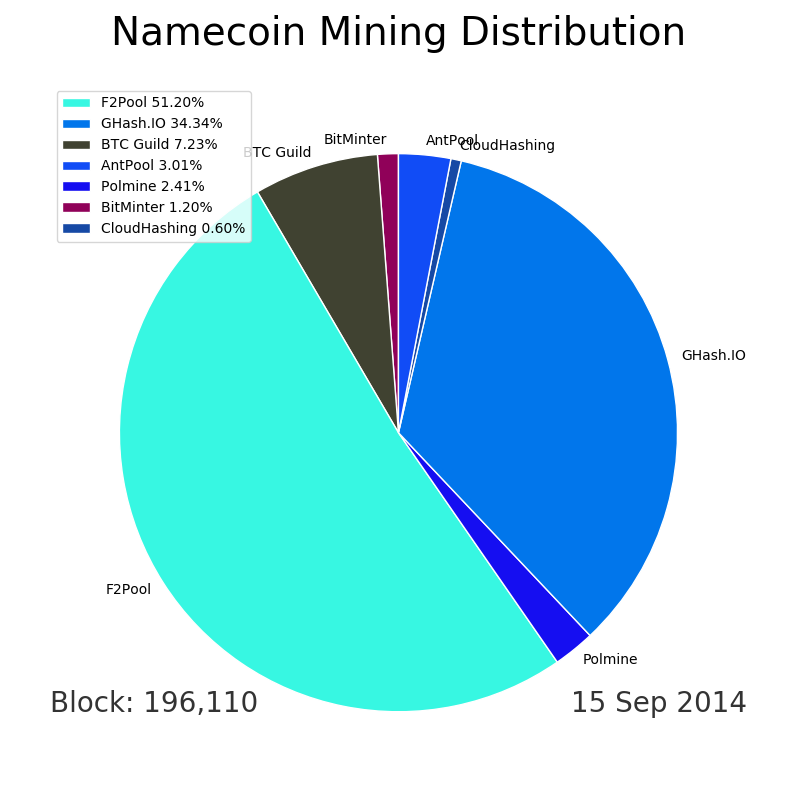 Namecoin Mining Distribution
F2Pool 51.20%
GHash.IO 34.34%
BTC Guild 7.23%
AntPool 3.01%
Polmine 2.41%
BitMinter 1.20%
CloudHashing 0.60%
BitMinter
AntPool
CloudHashing
BTC Guild
GHash.IO
F2Pool
Polmine
Block: 196,110
15 Sep 2014